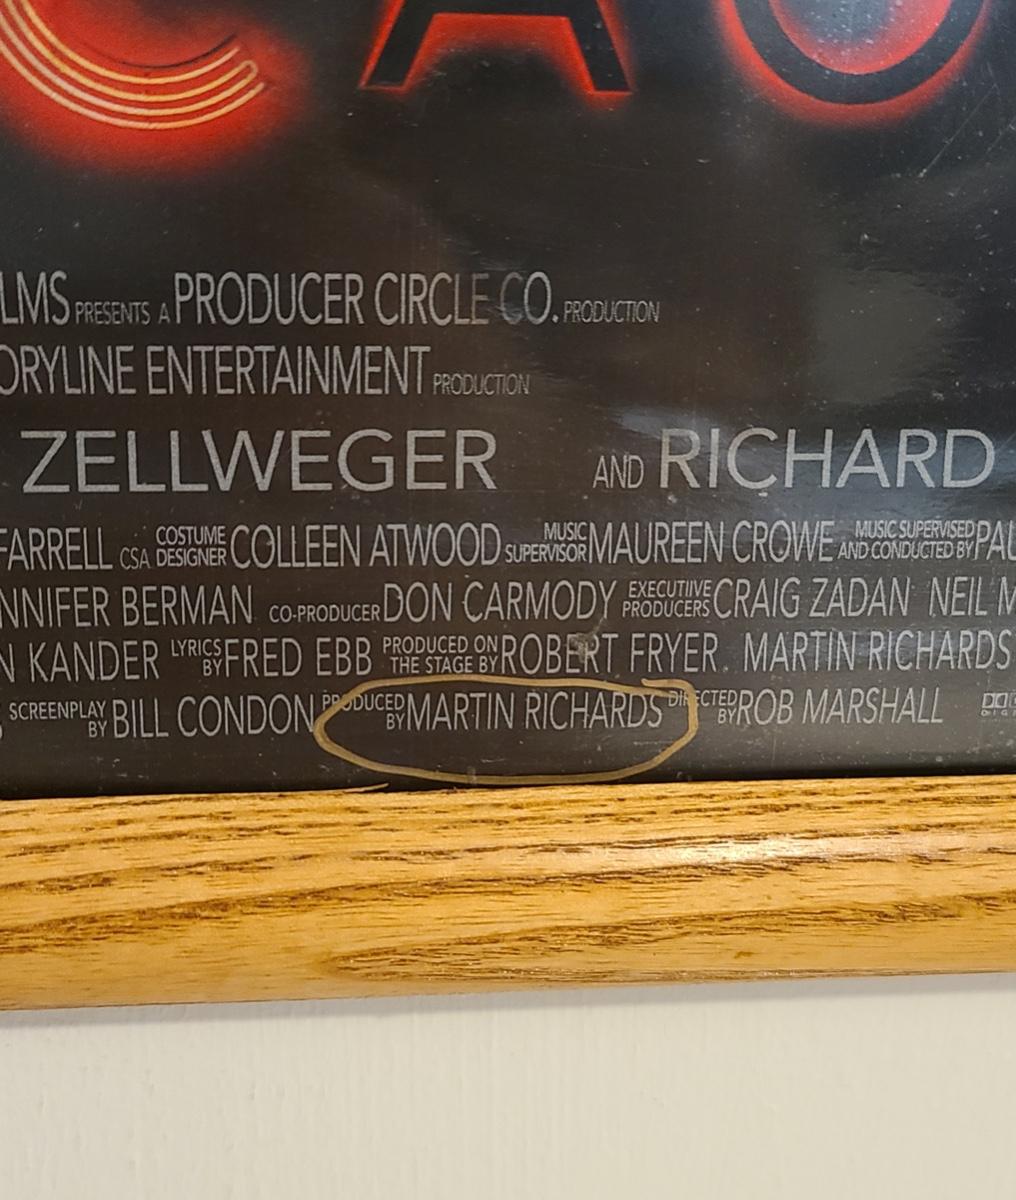 CAG
LMS PRESENTS A PRODUCER CIRCLE CO. PRODUCTION
ORYLINE ENTERTAINMENT PRODUCTION
ZELLWEGER AND RICHARD
FARRELL CSA COSTUME DESIGNER COLLEEN ATWOOD MUSIC SUPERVISOR MAUREEN CROWE MUSIC SUPERVISED AND CONDUCTED BY PAU
NNIFER BERMAN CO-PRODUCER DON CARMODY EXECUTIVE PRODUCERS CRAIG ZADAN NEIL M
N KANDER LYRICS BY FRED EBB PRODUCED ON THE STAGE BY ROBERT FRYER. MARTIN RICHARDS
SCREENPLAY BY BILL CONDON PRODUCED BY MARTIN RICHARDS DIRECTED BY ROB MARSHALL